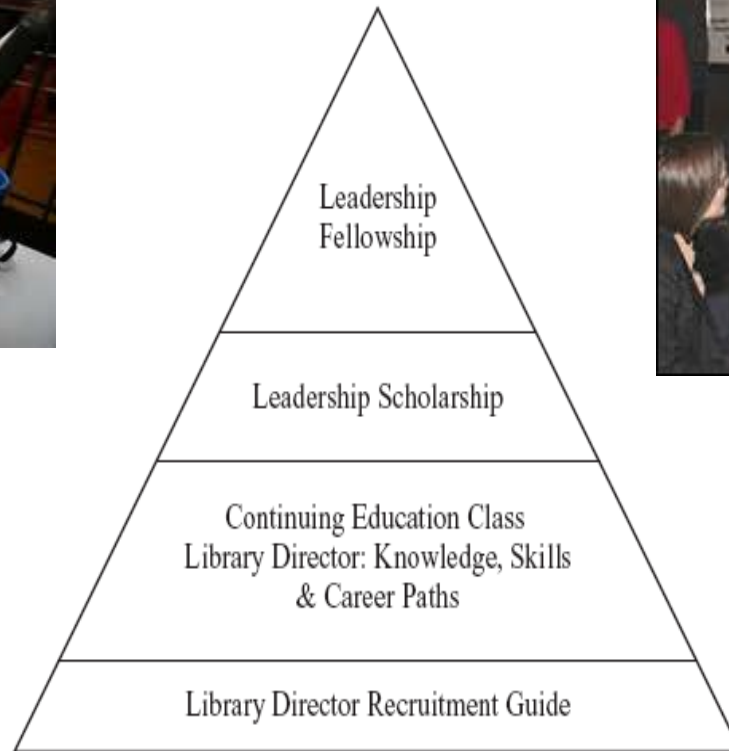 Leadership
Fellowship
Leadership Scholarship
Continuing Education Class
Library Director: Knowledge, Skills
& Career Paths
Library Director Recruitment Guide